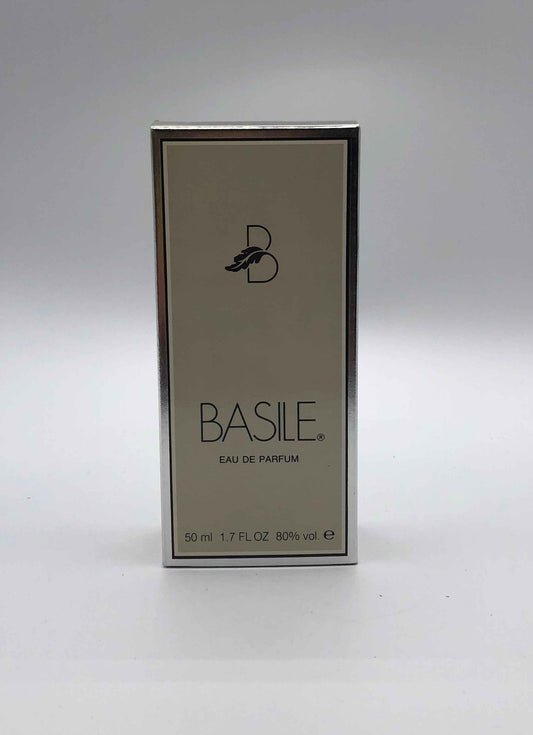 B
BASILE®
EAU DE PARFUM
50 ml 1.7 FL OZ 80% vol. ℮